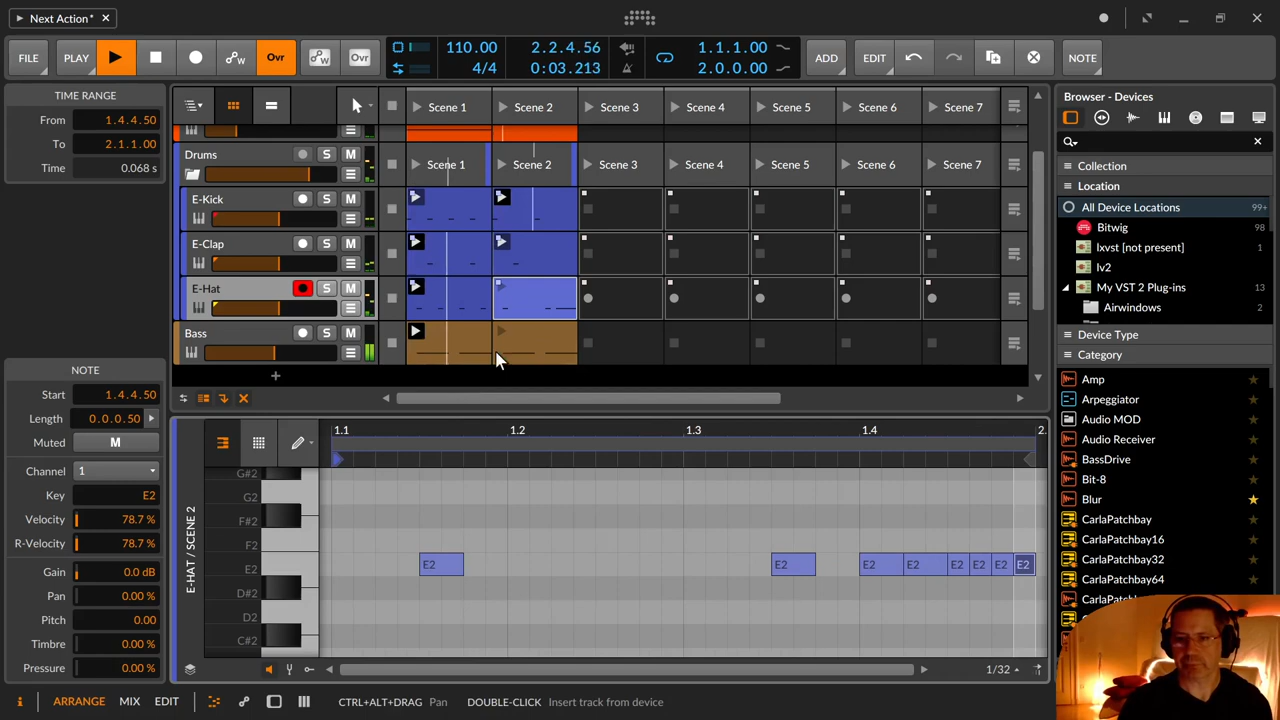 Next Action*
FILE
PLAY
Ovr
Ovr
110.00
4/4
2.2.4.56
0:03.213
1.1.1.00
2.0.0.00
ADD
EDIT
NOTE
TIME RANGE
From 1.4.4.50
To 2.1.1.00
Time 0.068 s
Scene 1
Scene 2
Scene 3
Scene 4
Scene 5
Scene 6
Scene 7
Drums
S M
Scene 1
Scene 2
Scene 3
Scene 4
Scene 5
Scene 6
Scene 7
E-Kick
S M
E-Clap
S M
E-Hat
S M
Bass
S M
+
NOTE
Start 1.4.4.50
Length 0.0.0.50
Muted M
Channel 1
Key E2
Velocity 78.7 %
R-Velocity 78.7 %
Gain 0.0 dB
Pan 0.00 %
Pitch 0.00
Timbre 0.00 %
Pressure 0.00 %
E-HAT / SCENE 2
1.1
1.2
1.3
1.4
2.
G#2
G2
F#2
F2
E2
D#2
D2
C#2
E2
E2
E2
E2
E2
E2
E2
E2
1/32
Browser - Devices
Collection
Location
All Device Locations 99+
Bitwig 98
lxvst [not present] 1
lv2
My VST 2 Plug-ins 13
Airwindows 2
Device Type
Category
Amp
Arpeggiator
Audio MOD
Audio Receiver
BassDrive
Bit-8
Blur
CarlaPatchbay
CarlaPatchbay16
CarlaPatchbay32
CarlaPatchbay64
i
ARRANGE
MIX
EDIT
CTRL+ALT+DRAG Pan
DOUBLE-CLICK Insert track from device